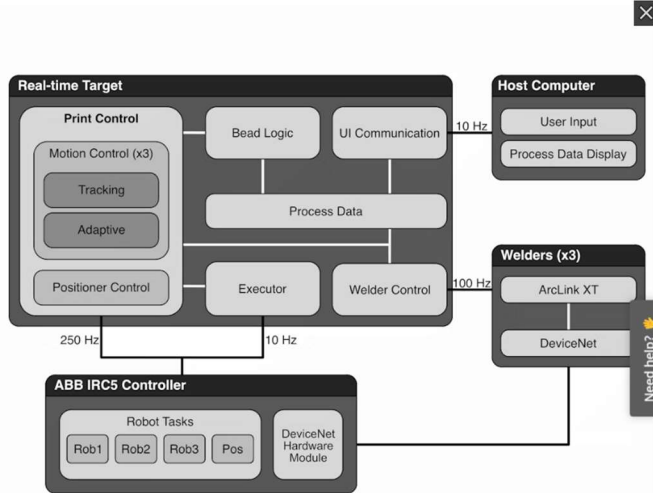 Real-time Target
Print Control
Motion Control (x3)
Tracking
Adaptive
Positioner Control
Bead Logic
UI Communication
Process Data
Executor
Welder Control
10 Hz
Host Computer
User Input
Process Data Display
100 Hz
Welders (x3)
ArcLink XT
DeviceNet
250 Hz
10 Hz
ABB IRC5 Controller
Robot Tasks
Rob1
Rob2
Rob3
Pos
DeviceNet
Hardware
Module
Need help? 👋